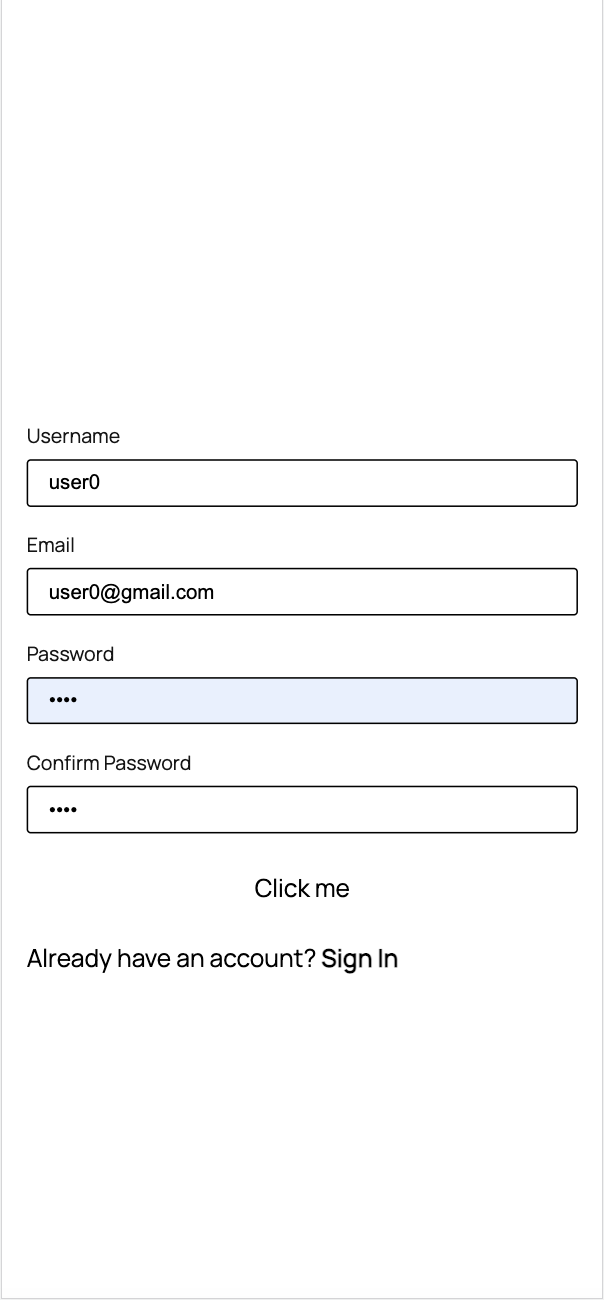 Username
user0
Email
user0@gmail.com
Password
••••
Confirm Password
••••
Click me
Already have an account? Sign In